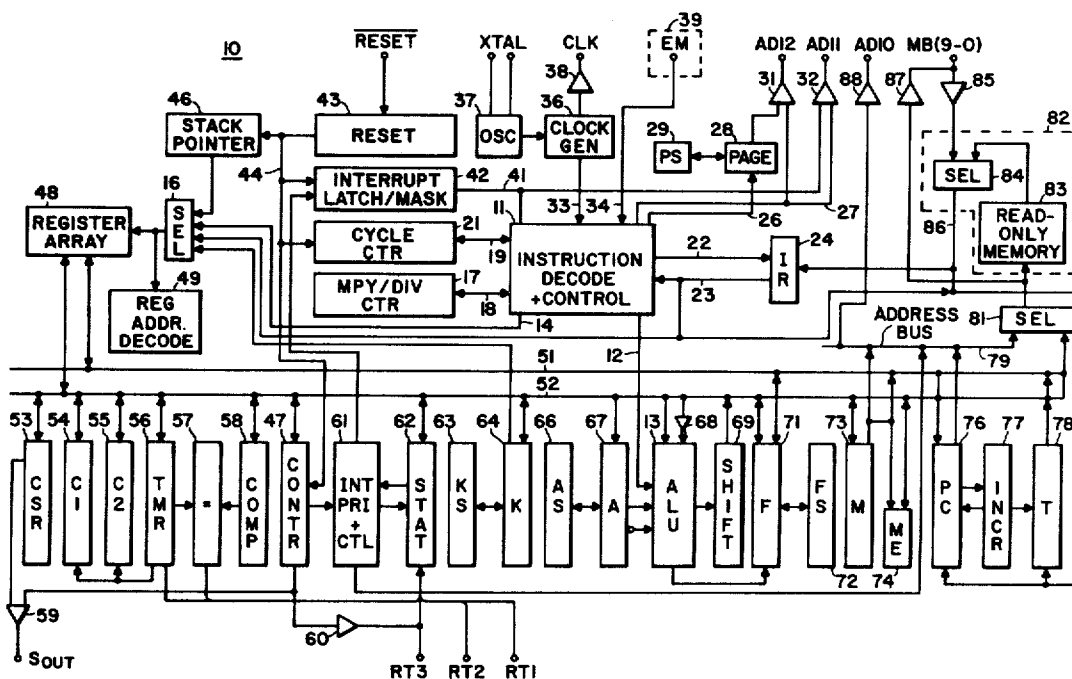 10
RESET
XTAL
CLK
39
EM
AD12
AD11
AD10
MB(9-0)
38
31
32
88
87
85
46
STACK
POINTER
43
RESET
37
OSC
36
CLOCK
GEN
29
PS
28
PAGE
82
SEL
84
83
READ-
ONLY
MEMORY
48
REGISTER
ARRAY
16
SEL
44
INTERRUPT
LATCH/MASK
42
41
11
33
34
26
27
86
21
CYCLE
CTR
19
INSTRUCTION
DECODE
+CONTROL
22
23
24
IR
49
REG
ADDR.
DECODE
MPY/DIV
CTR
17
18
14
12
ADDRESS
BUS
81
SEL
79
51
52
53
CSR
54
C1
55
C2
56
TMR
57
=
58
COMP
47
CONTR
61
INT
PRI
+
CTL
62
STAT
63
KS
64
K
66
AS
67
A
13
ALU
68
69
SHIFT
71
F
FS
72
73
M
ME
74
76
PC
77
INCR
78
T
59
60
SOUT
RT3
RT2
RT1